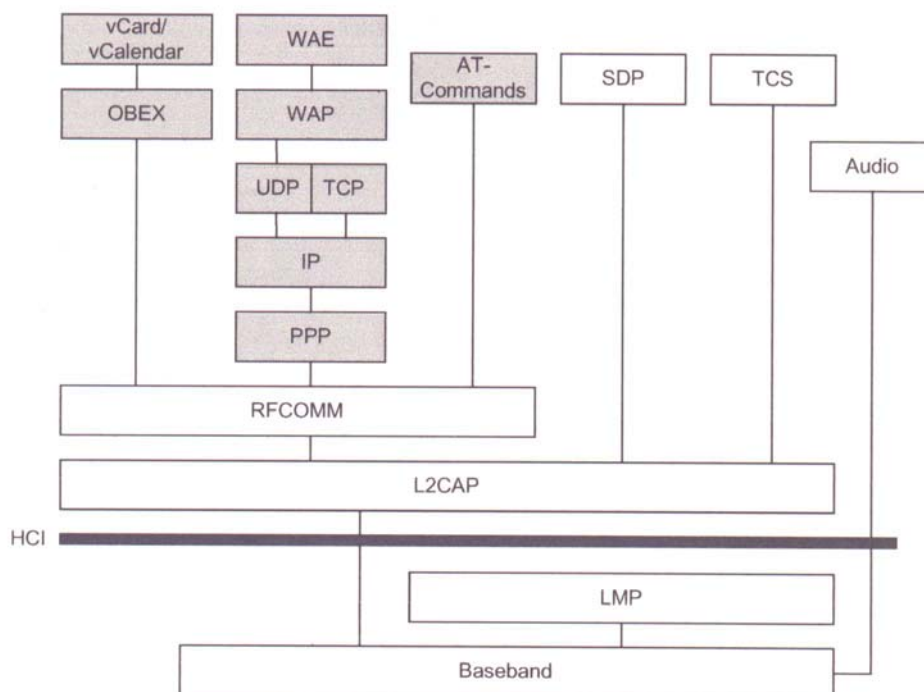 vCard/
vCalendar
WAE
AT-
Commands
SDP
TCS
OBEX
WAP
Audio
UDP
TCP
IP
PPP
RFCOMM
L2CAP
HCI
LMP
Baseband